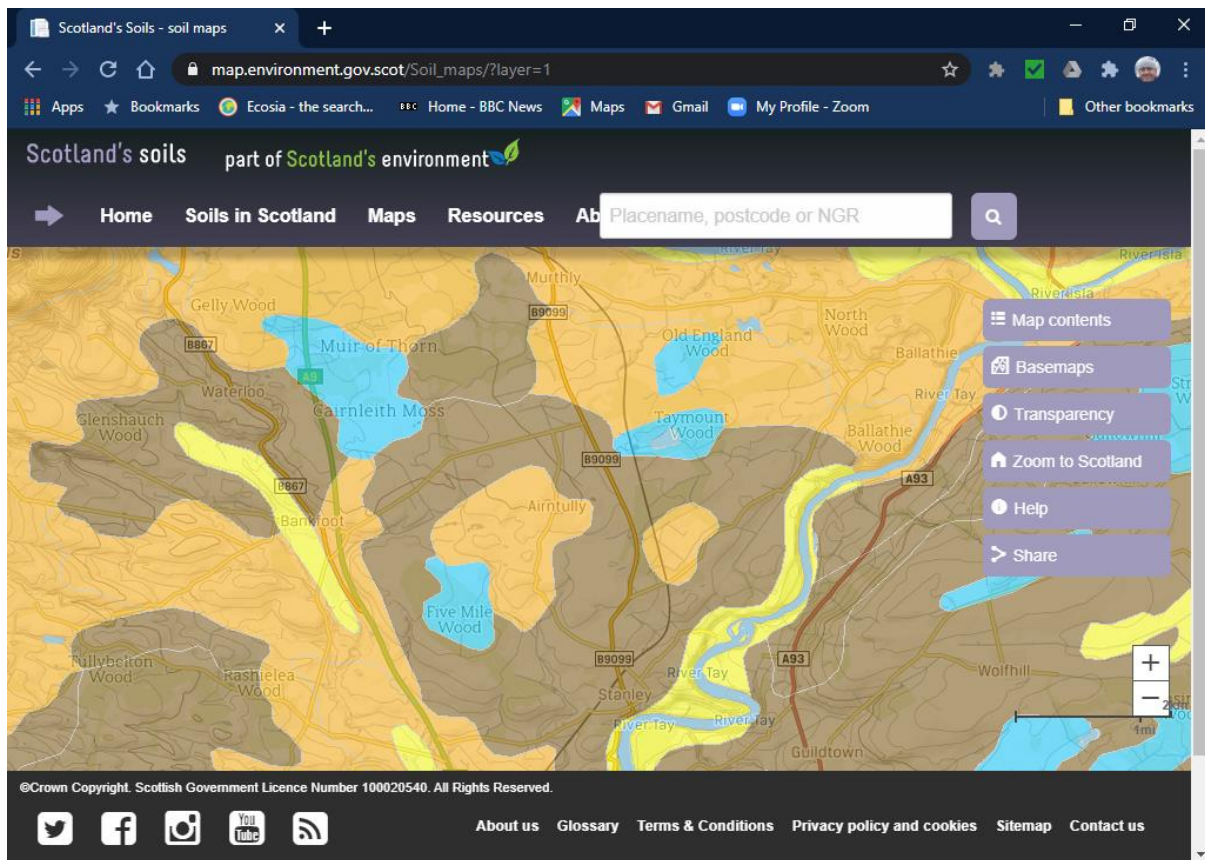 Scotland's Soils - soil maps
map.environment.gov.scot/Soil_maps/?layer=1
Apps Bookmarks Ecosia - the search... BBC Home - BBC News Maps Gmail My Profile - Zoom Other bookmarks
Scotland's soils part of Scotland's environment
Home Soils in Scotland Maps Resources Ab Placename, postcode or NGR
River Tay
River Isla
Murthly
River Isla
Gelly Wood
B9099
North
Wood
Map contents
Old England
Wood
B867
Muir of Thorn
Ballathie
Basemaps
A9
Waterloo
River Tay
Cairnleith Moss
Glenshauch
Wood
Taymount
Wood
Transparency
Ballathie
Wood
B9099
Zoom to Scotland
A93
B867
Airntully
Help
Bankfoot
Share
Five Mile
Wood
Tullybelton
Wood
Rashielea
Wood
B9099
A93
River Tay
Wolfhill
+
−
Stanley
River Tay
River Tay
1mi
Guildtown
©Crown Copyright. Scottish Government Licence Number 100020540. All Rights Reserved.
You
Tube
About us Glossary Terms & Conditions Privacy policy and cookies Sitemap Contact us